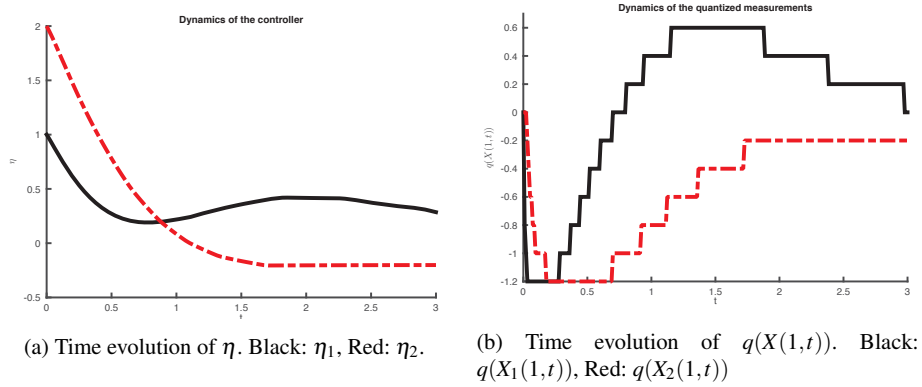 Dynamics of the controller
2
1.5
1
0.5
0
-0.5
η
0 0.5 1 1.5 2 2.5 3
t
(a) Time evolution of η. Black: η₁, Red: η₂.
Dynamics of the quantized measurements
0.6
0.4
0.2
0
-0.2
-0.4
-0.6
-0.8
-1
-1.2
q(X(1,t))
0 0.5 1 1.5 2 2.5 3
t
(b) Time evolution of q(X(1,t)). Black:
q(X₁(1,t)), Red: q(X₂(1,t))